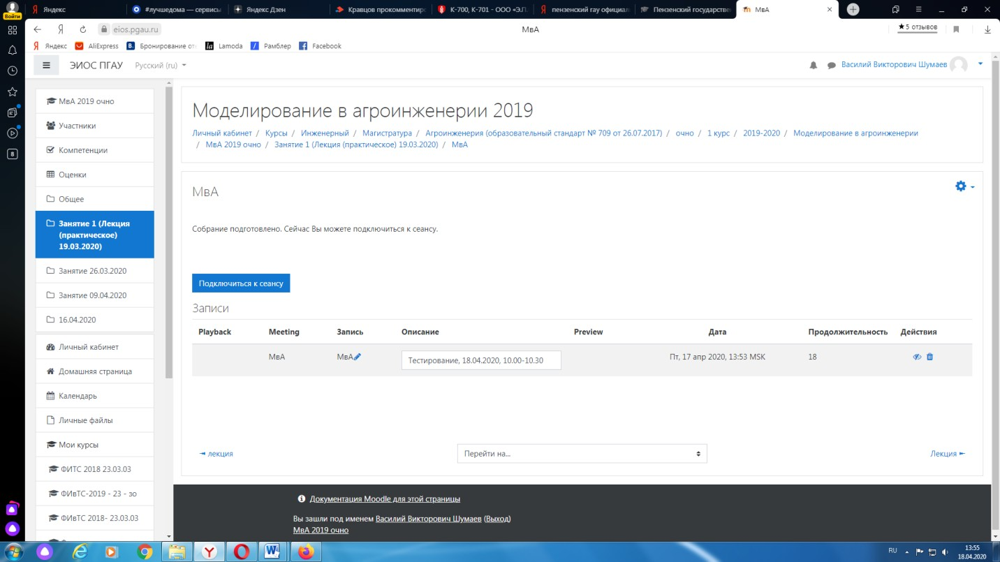 Яндекс #лучшедома — сервисы Яндекс Дзен Кравцов прокомментиро К-700, К-701 - ООО «Э.П. пензенский гау официал Пензенский государстве МвА
Войти
eios.pgau.ru МвА ★5 отзывов
Яндекс AliExpress Бронирование оте Lamoda Рамблер Facebook
ЭИОС ПГАУ Русский (ru) Василий Викторович Шумаев
8
МвА 2019 очно
Участники
Компетенции
Оценки
Общее
Занятие 1 (Лекция
(практическое)
19.03.2020)
Занятие 26.03.2020
Занятие 09.04.2020
16.04.2020
Личный кабинет
Домашняя страница
Календарь
Личные файлы
Мои курсы
ФИТС 2018 23.03.03
ФИвТС-2019 - 23 - зо
ФИвТС 2018- 23.03.03
Моделирование в агроинженерии 2019
Личный кабинет / Курсы / Инженерный / Магистратура / Агроинженерия (образовательный стандарт № 709 от 26.07.2017) / очно / 1 курс / 2019-2020 / Моделирование в агроинженерии
/ МвА 2019 очно / Занятие 1 (Лекция (практическое) 19.03.2020) / МвА
МвА
Собрание подготовлено. Сейчас Вы можете подключиться к сеансу.
Подключиться к сеансу
Записи
Playback Meeting Запись Описание Preview Дата Продолжительность Действия
МвА МвА Тестирование, 18.04.2020, 10.00-10.30 Пт, 17 апр 2020, 13:53 MSK 18
◄ лекция Перейти на... Лекция ►
Документация Moodle для этой страницы
Вы зашли под именем Василий Викторович Шумаев (Выход)
МвА 2019 очно
RU 13:55
18.04.2020